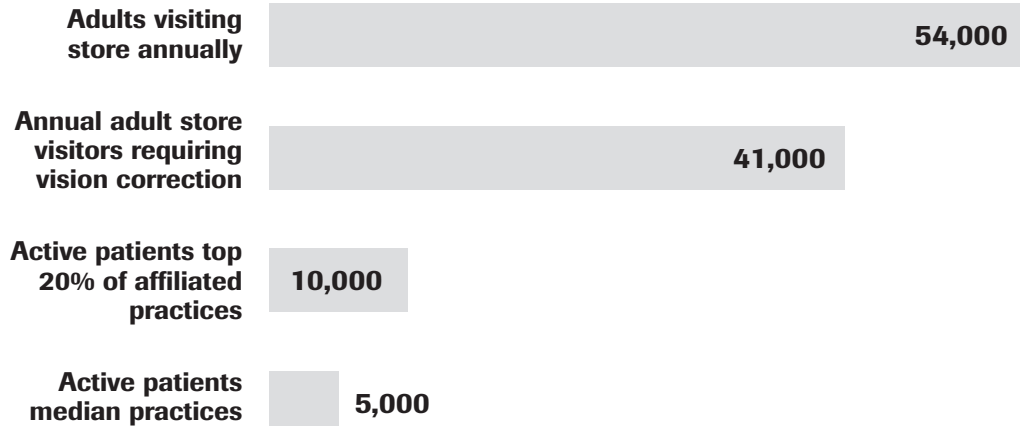 Adults visiting
store annually
54,000
Annual adult store
visitors requiring
vision correction
41,000
Active patients top
20% of affiliated
practices
10,000
Active patients
median practices
5,000